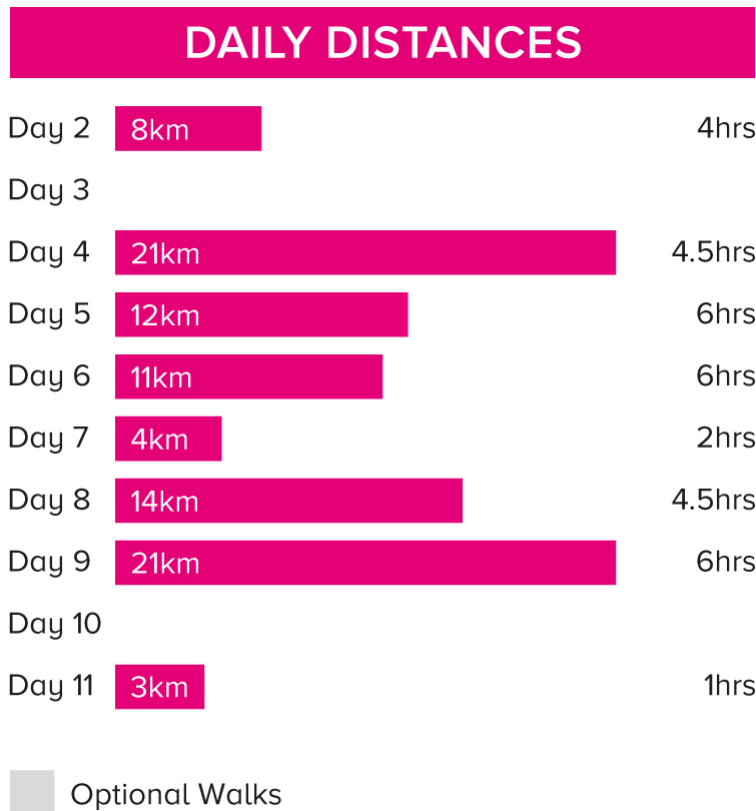 DAILY DISTANCES
Day 2 8km 4hrs
Day 3
Day 4 21km 4.5hrs
Day 5 12km 6hrs
Day 6 11km 6hrs
Day 7 4km 2hrs
Day 8 14km 4.5hrs
Day 9 21km 6hrs
Day 10
Day 11 3km 1hrs
Optional Walks